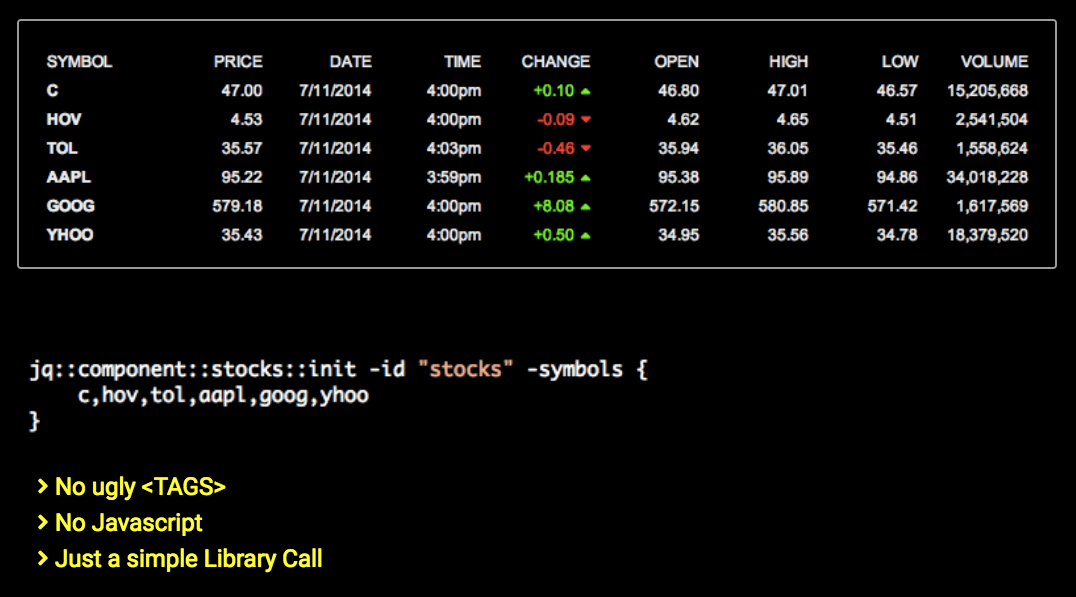 SYMBOL PRICE DATE TIME CHANGE OPEN HIGH LOW VOLUME
C 47.00 7/11/2014 4:00pm +0.10 46.80 47.01 46.57 15,205,668
HOV 4.53 7/11/2014 4:00pm -0.09 4.62 4.65 4.51 2,541,504
TOL 35.57 7/11/2014 4:03pm -0.46 35.94 36.05 35.46 1,558,624
AAPL 95.22 7/11/2014 3:59pm +0.185 95.38 95.89 94.86 34,018,228
GOOG 579.18 7/11/2014 4:00pm +8.08 572.15 580.85 571.42 1,617,569
YHOO 35.43 7/11/2014 4:00pm +0.50 34.95 35.56 34.78 18,379,520
jq::component::stocks::init -id "stocks" -symbols {
c,hov,tol,aapl,goog,yhoo
}
No ugly <TAGS>
No Javascript
Just a simple Library Call